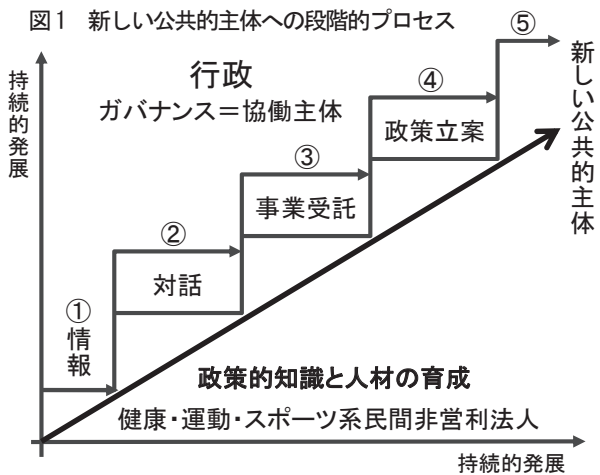 図1 新しい公共的主体への段階的プロセス
持続的発展
行政
ガバナンス＝協働主体
⑤
④
政策立案
③
事業受託
②
対話
①
情報
新しい公共的主体
政策的知識と人材の育成
健康・運動・スポーツ系民間非営利法人
持続的発展